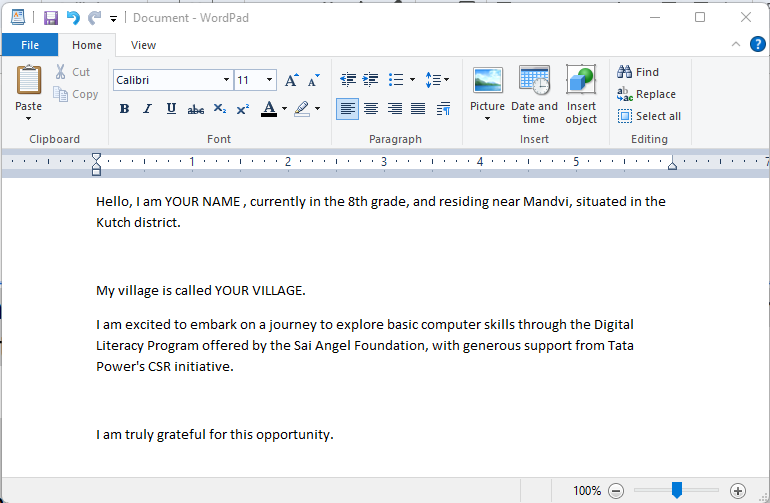 Document - WordPad
File Home View
Paste
Cut
Copy
Clipboard
Calibri 11
B I U abc X₂ X² A
Font
Paragraph
Picture
Date and time
Insert object
Insert
Find
Replace
Select all
Editing
1 2 3 4 5 7
Hello, I am YOUR NAME , currently in the 8th grade, and residing near Mandvi, situated in the
Kutch district.
My village is called YOUR VILLAGE.
I am excited to embark on a journey to explore basic computer skills through the Digital
Literacy Program offered by the Sai Angel Foundation, with generous support from Tata
Power's CSR initiative.
I am truly grateful for this opportunity.
100%